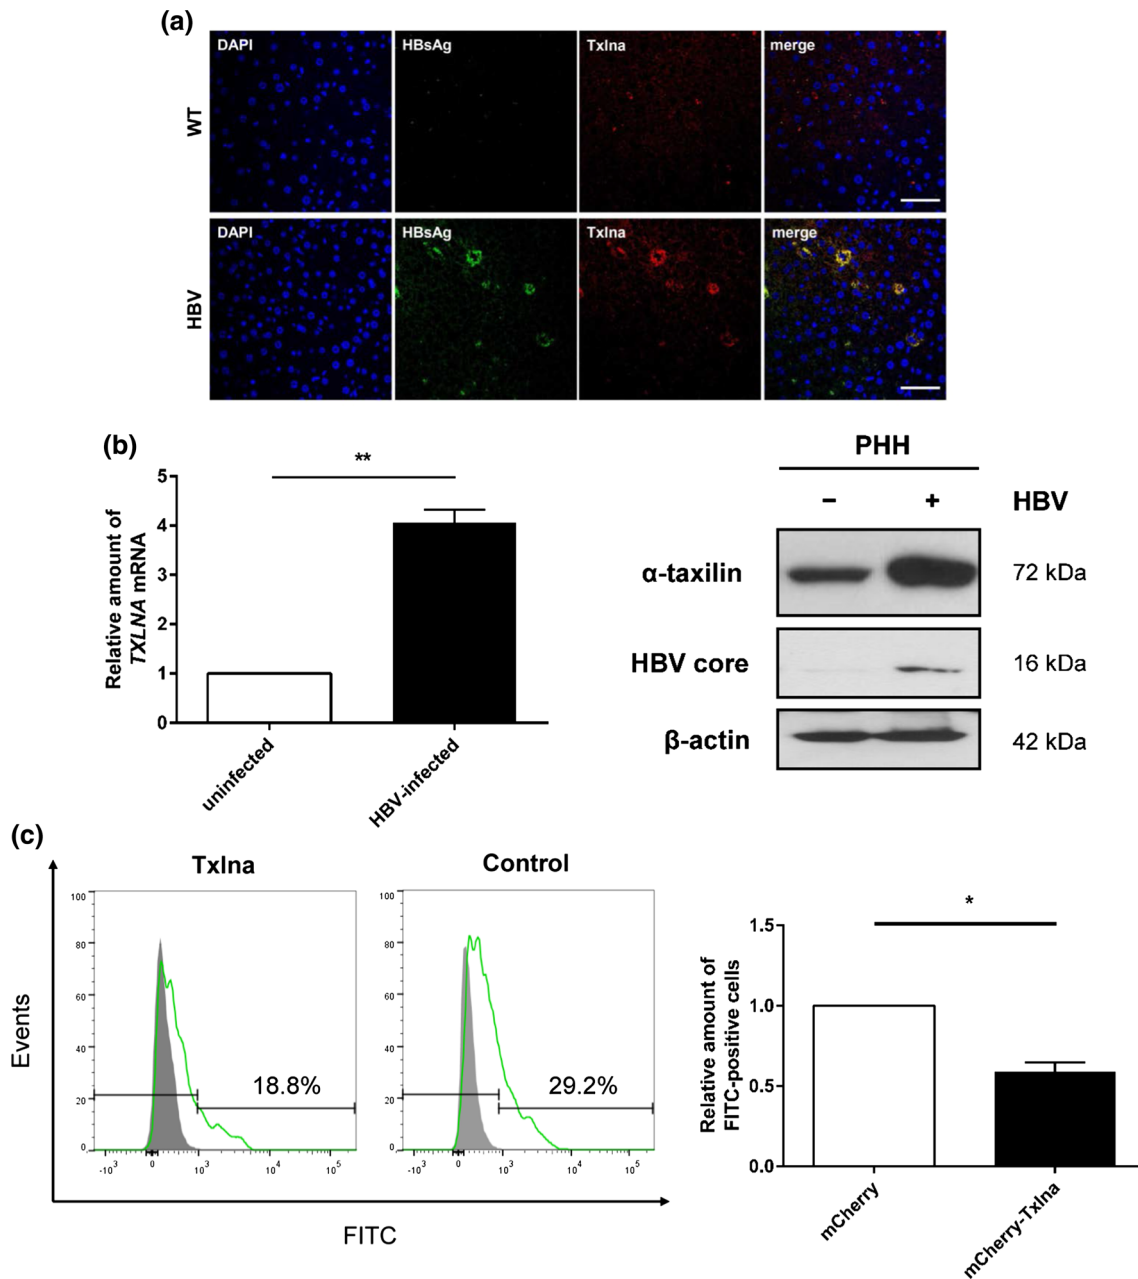 (a)
DAPI HBsAg Txlna merge
WT
DAPI HBsAg Txlna merge
HBV
(b)
**
Relative amount of
TXLNA mRNA
5
4
3
2
1
0
uninfected
HBV-infected
PHH
− + HBV
α-taxilin 72 kDa
HBV core 16 kDa
β-actin 42 kDa
(c)
Txlna
Events
100
80
60
40
20
0
18.8%
-10³ 0 10³ 10⁴ 10⁵
Control
100
80
60
40
20
0
29.2%
-10³ 0 10³ 10⁴ 10⁵
FITC
*
Relative amount of
FITC-positive cells
1.5
1.0
0.5
0.0
mCherry
mCherry-Txlna